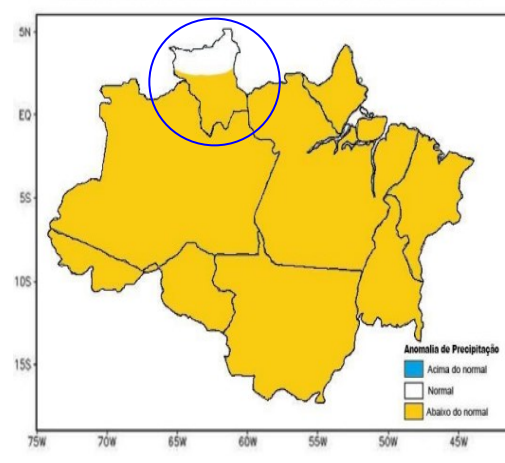 5N
EQ
5S
10S
15S
75W 70W 65W 60W 55W 50W 45W
Anomalia de Precipitação
Acima do normal
Normal
Abaixo do normal